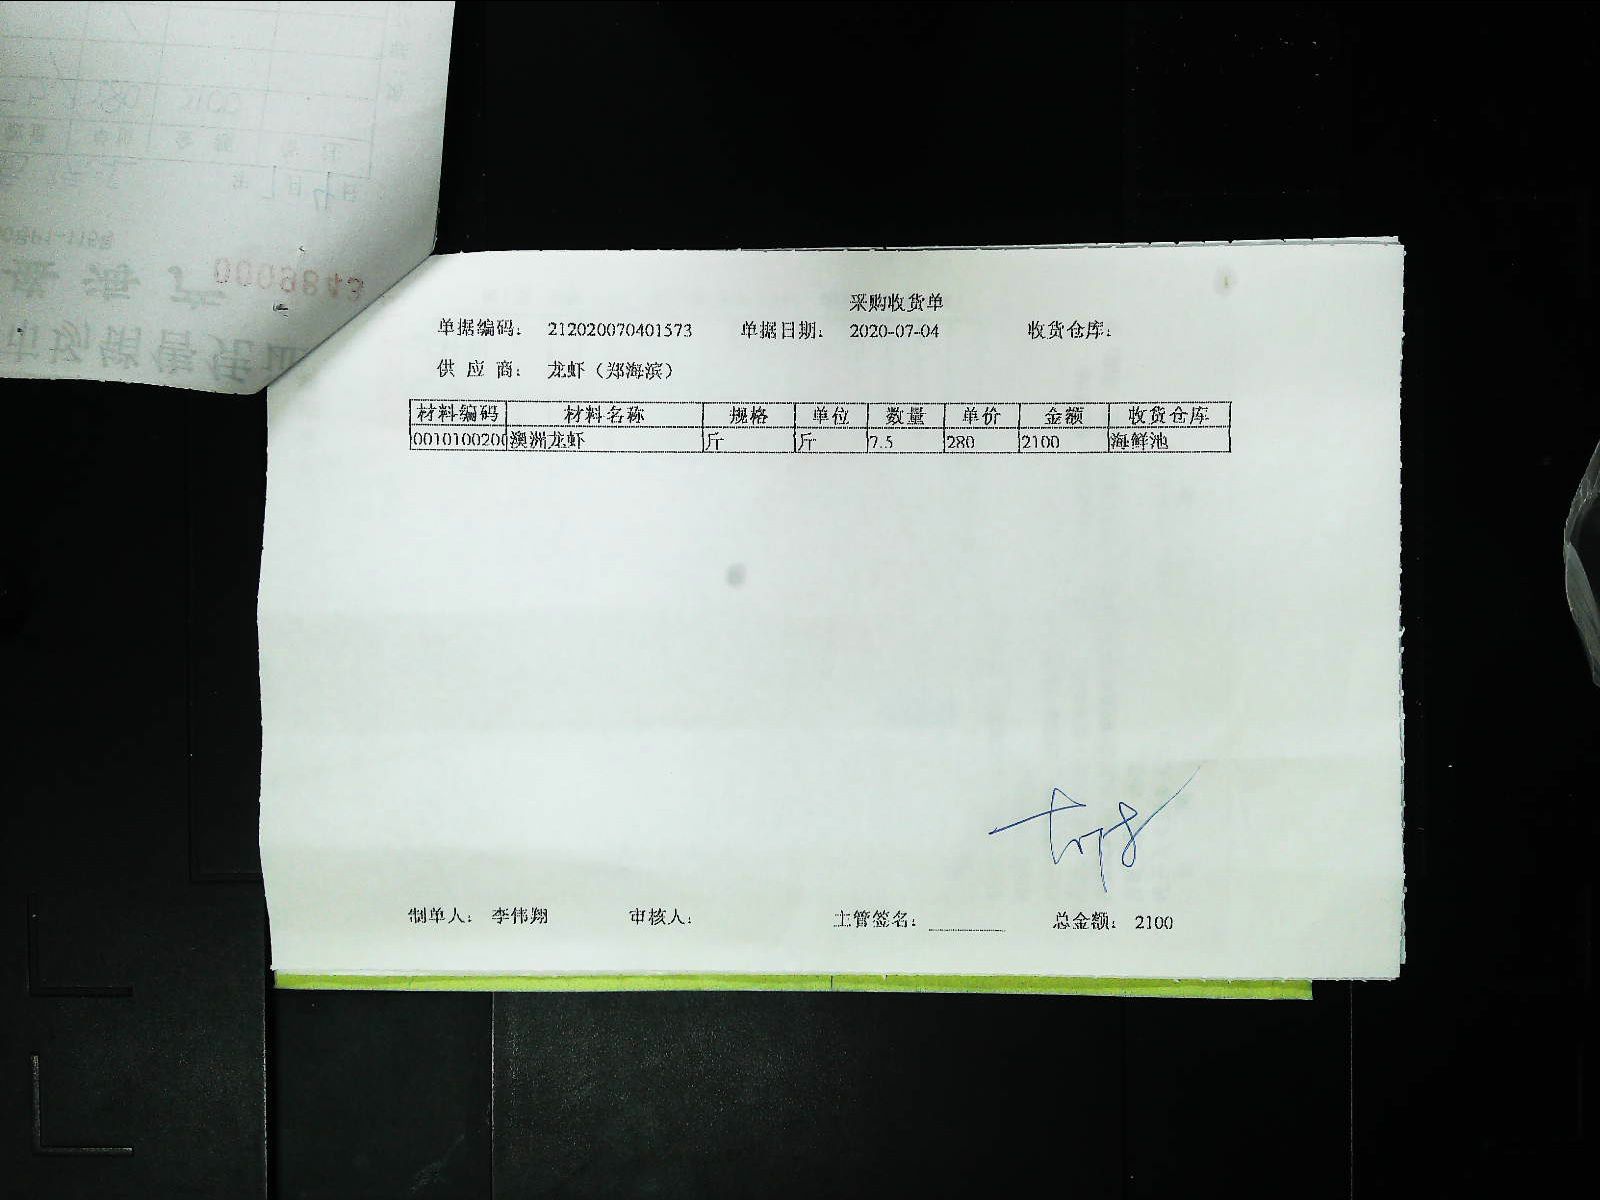 采购收货单
单据编码： 212020070401573 单据日期： 2020-07-04 收货仓库：
供 应 商： 龙虾（郑海滨）
材料编码 材料名称 规格 单位 数量 单价 金额 收货仓库
0010100200 澳洲龙虾 斤 斤 7.5 280 2100 海鲜池
制单人： 李伟翔 审核人： 主管签名： 总金额： 2100
0009843